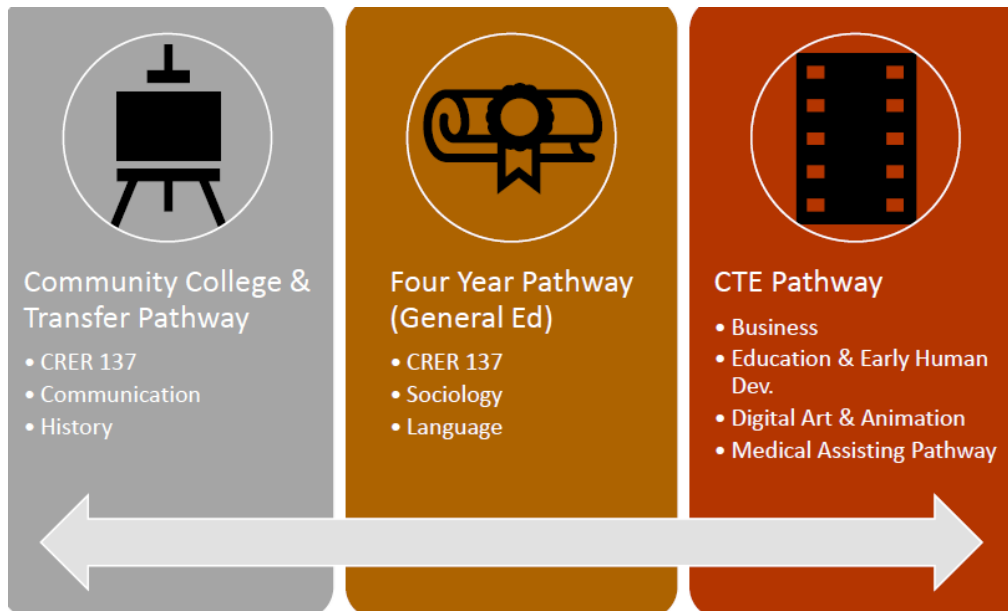 Community College &
Transfer Pathway
• CRER 137
• Communication
• History
Four Year Pathway
(General Ed)
• CRER 137
• Sociology
• Language
CTE Pathway
• Business
• Education & Early Human
Dev.
• Digital Art & Animation
• Medical Assisting Pathway